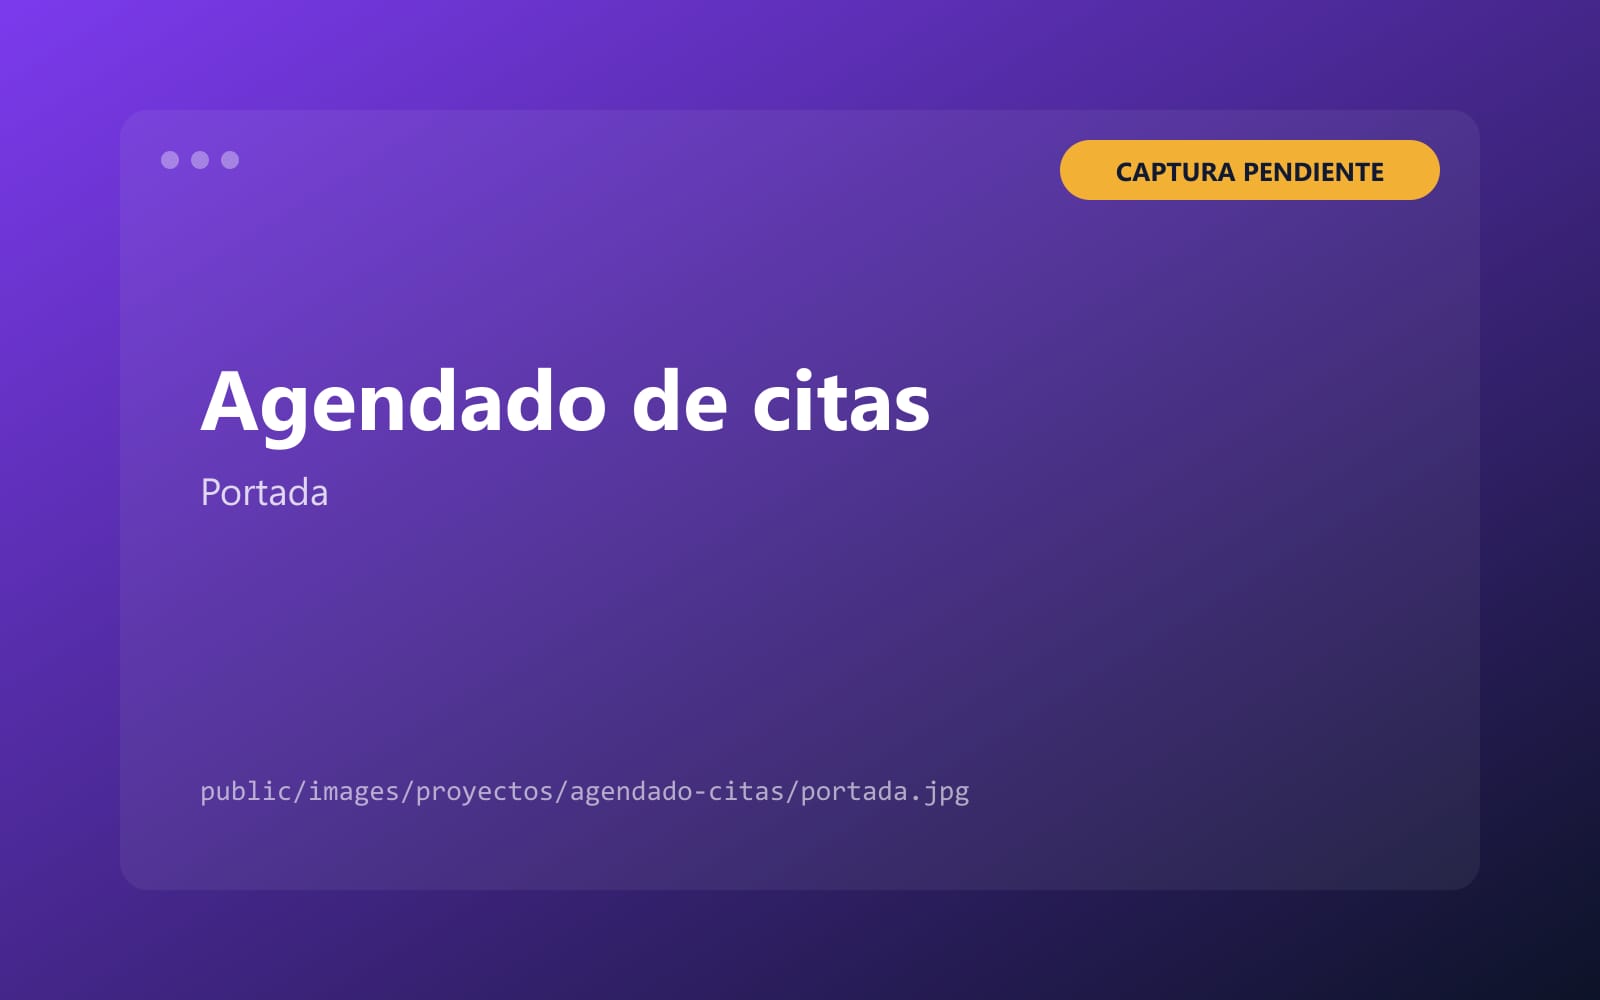 CAPTURA PENDIENTE
Agendado de citas
Portada
public/images/proyectos/agendado-citas/portada.jpg